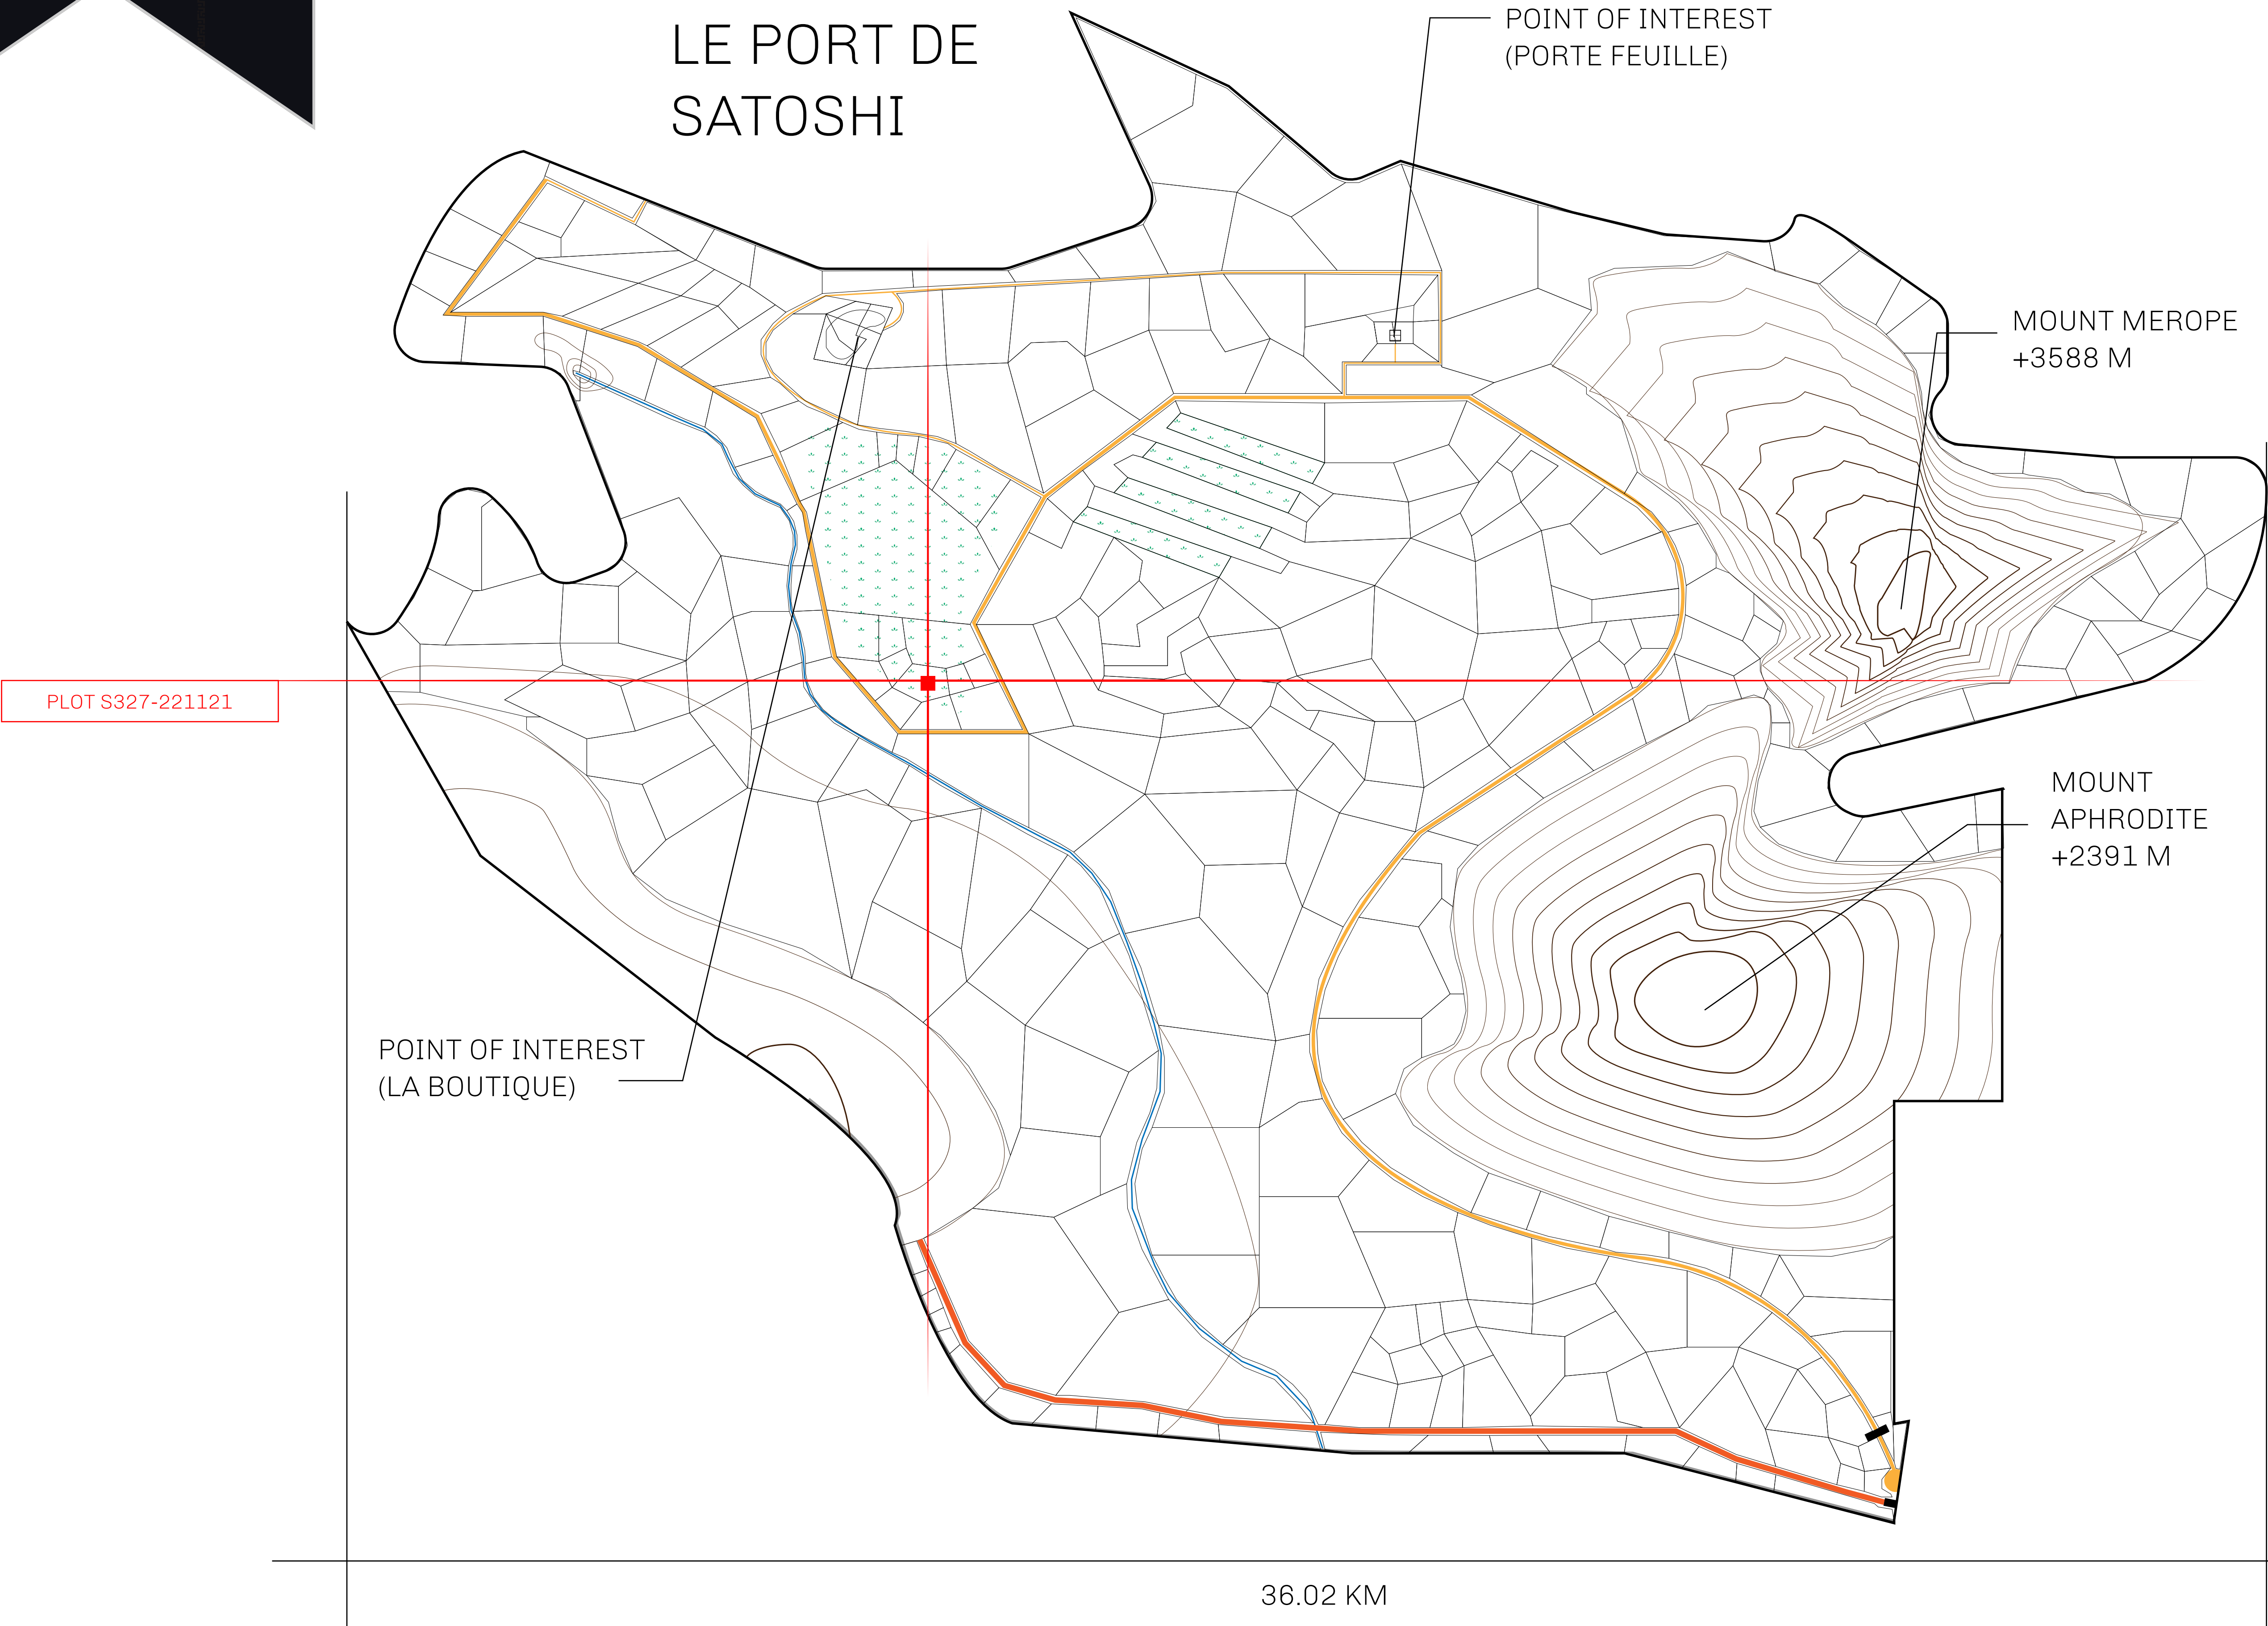 LE PORT DE
SATOSHI
POINT OF INTEREST
(PORTE FEUILLE)
MOUNT MEROPE
+3588 M
PLOT S327-221121
MOUNT
APHRODITE
+2391 M
POINT OF INTEREST
(LA BOUTIQUE)
36.02 KM